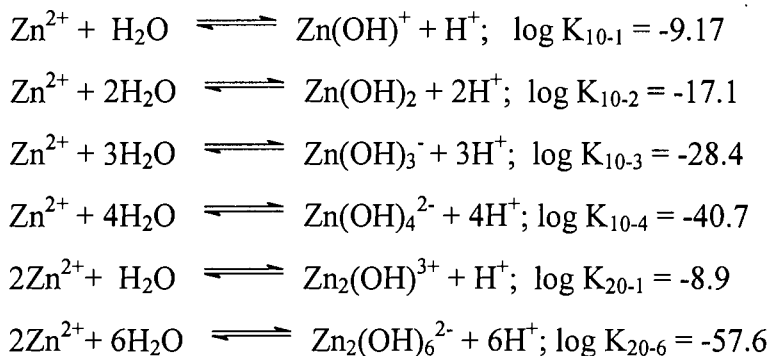 Zn²⁺ + H₂O ⇌ Zn(OH)⁺ + H⁺; log K₁₀₋₁ = -9.17
Zn²⁺ + 2H₂O ⇌ Zn(OH)₂ + 2H⁺; log K₁₀₋₂ = -17.1
Zn²⁺ + 3H₂O ⇌ Zn(OH)₃⁻ + 3H⁺; log K₁₀₋₃ = -28.4
Zn²⁺ + 4H₂O ⇌ Zn(OH)₄²⁻ + 4H⁺; log K₁₀₋₄ = -40.7
2Zn²⁺+ H₂O ⇌ Zn₂(OH)³⁺ + H⁺; log K₂₀₋₁ = -8.9
2Zn²⁺+ 6H₂O ⇌ Zn₂(OH)₆²⁻ + 6H⁺; log K₂₀₋₆ = -57.6